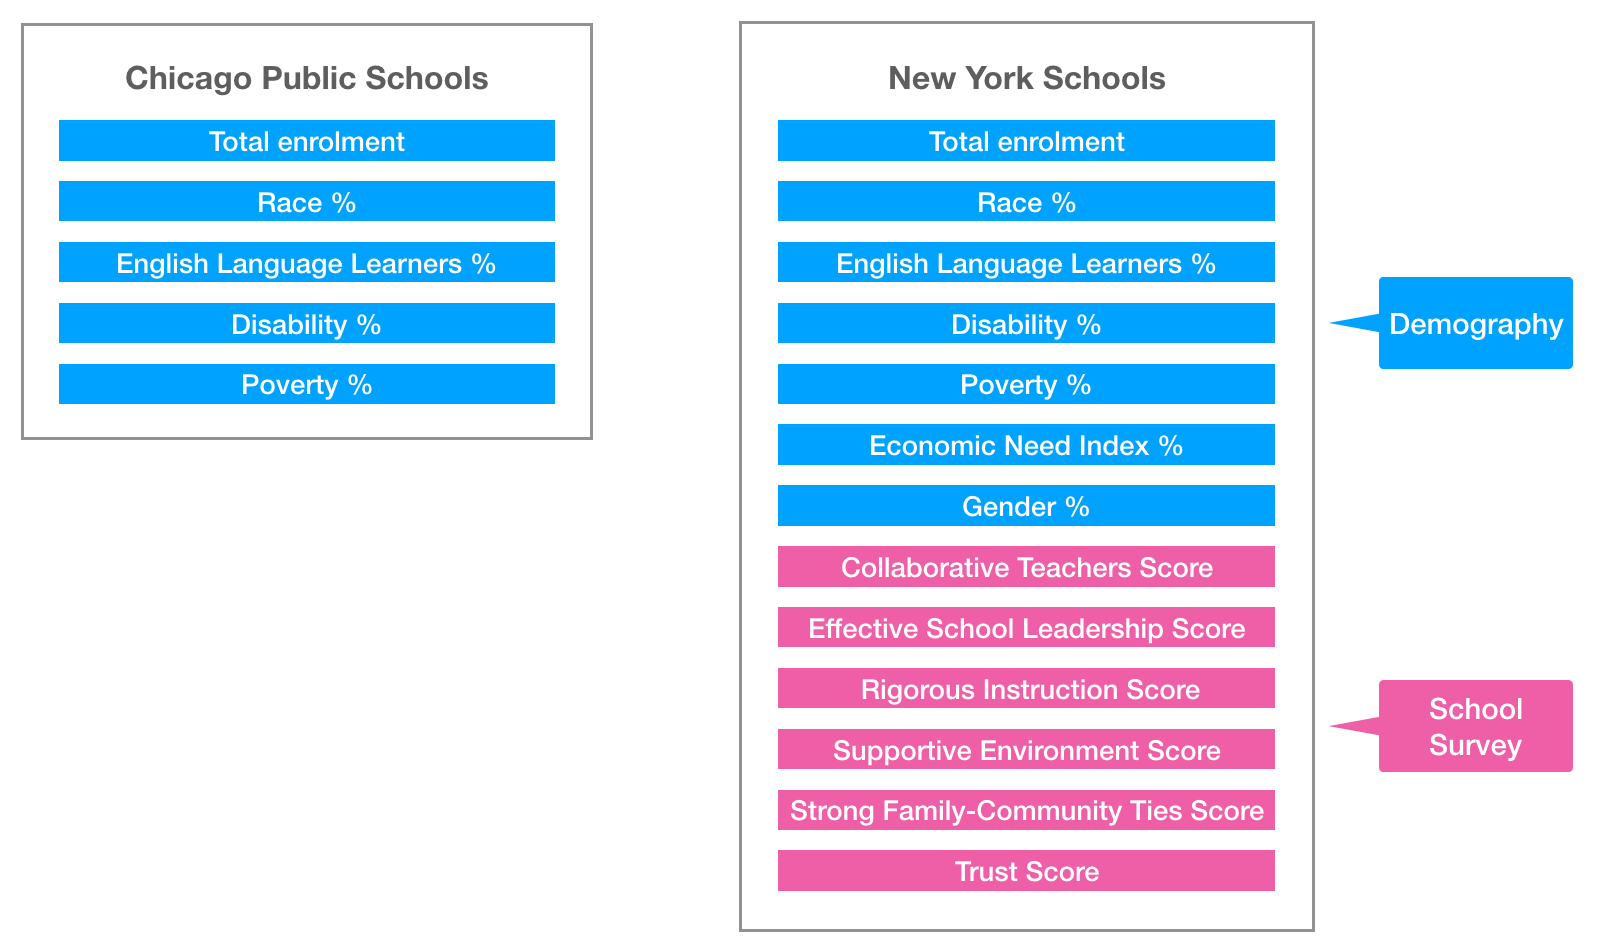 Chicago Public Schools
Total enrolment
Race %
English Language Learners %
Disability %
Poverty %
New York Schools
Total enrolment
Race %
English Language Learners %
Disability %
Poverty %
Economic Need Index %
Gender %
Collaborative Teachers Score
Effective School Leadership Score
Rigorous Instruction Score
Supportive Environment Score
Strong Family-Community Ties Score
Trust Score
Demography
School
Survey